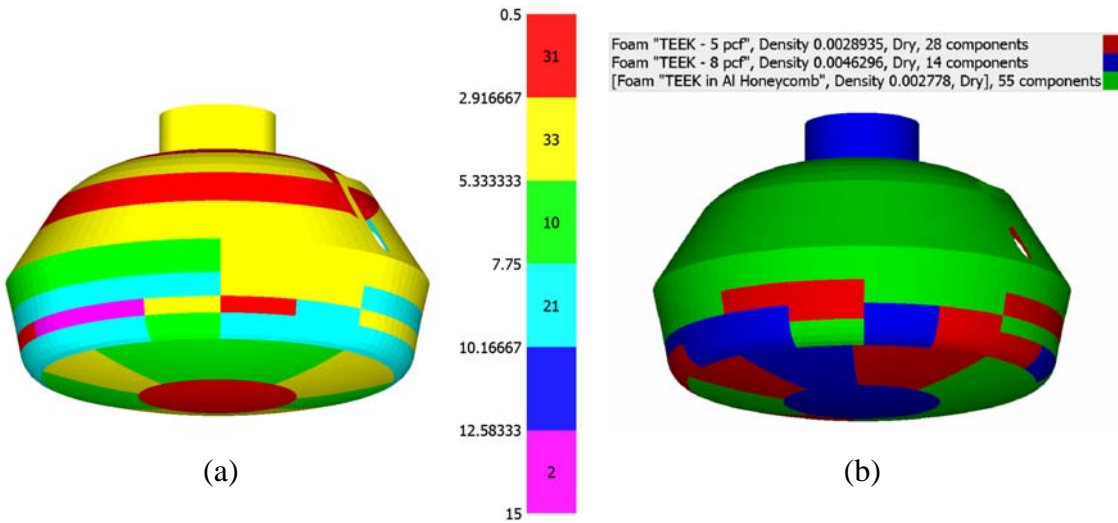 0.5
31
2.916667
33
5.333333
10
7.75
21
10.16667
12.58333
2
15
(a)
Foam "TEEK - 5 pcf", Density 0.0028935, Dry, 28 components
Foam "TEEK - 8 pcf", Density 0.0046296, Dry, 14 components
[Foam "TEEK in Al Honeycomb", Density 0.002778, Dry], 55 components
(b)